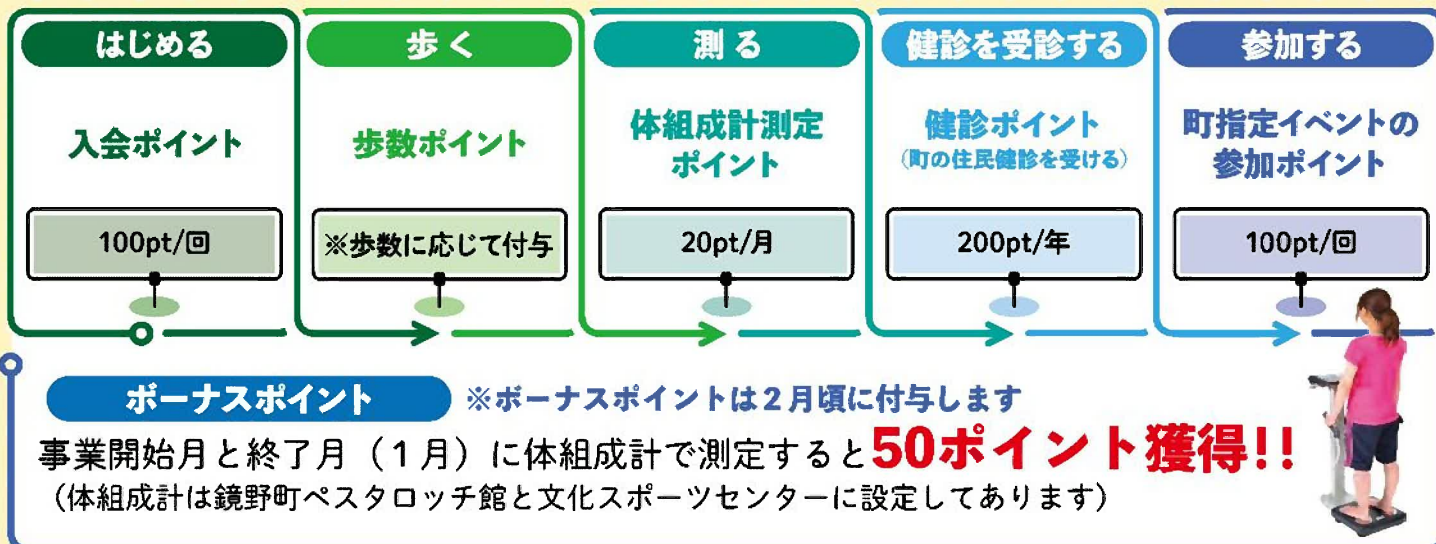 はじめる
入会ポイント
100pt/回
歩く
歩数ポイント
※歩数に応じて付与
測る
体組成計測定
ポイント
20pt/月
健診を受診する
健診ポイント
(町の住民健診を受ける)
200pt/年
参加する
町指定イベントの
参加ポイント
100pt/回
ボーナスポイント ※ボーナスポイントは2月頃に付与します
事業開始月と終了月(1月)に体組成計で測定すると50ポイント獲得!!
(体組成計は鏡野町ペスタロッチ館と文化スポーツセンターに設定してあります)